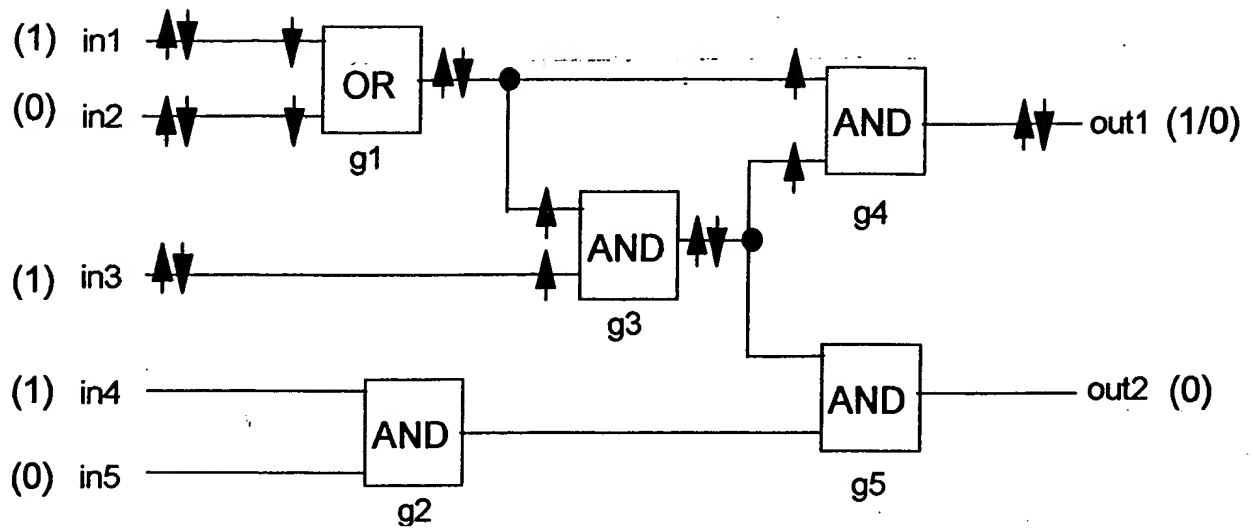 (1) in1
OR
(0) in2
g1
AND
out1 (1/0)
g4
AND
(1) in3
g3
(1) in4
AND
out2 (0)
AND
(0) in5
g5
g2